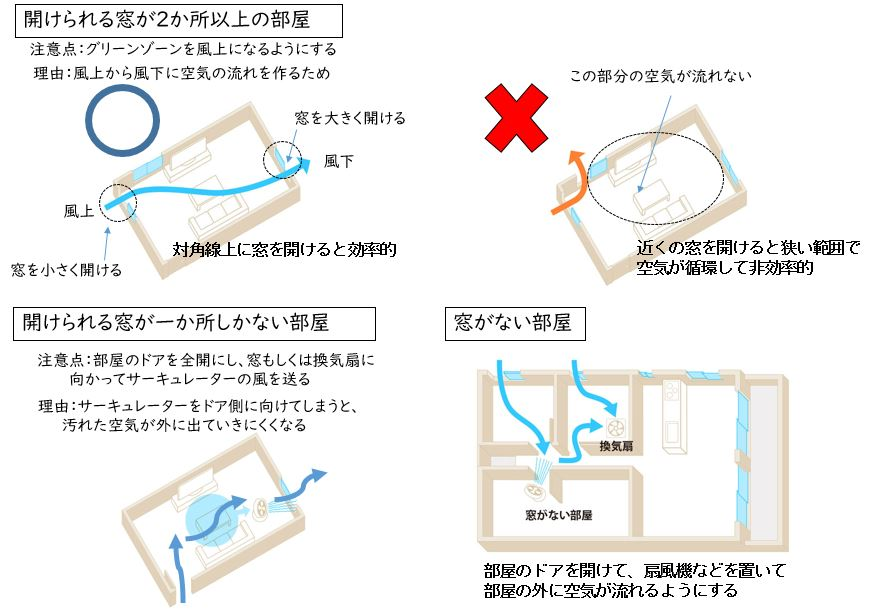 開けられる窓が2か所以上の部屋
注意点：グリーンゾーンを風上になるようにする
理由：風上から風下に空気の流れを作るため
窓を大きく開ける
風下
風上
窓を小さく開ける
対角線上に窓を開けると効率的
この部分の空気が流れない
近くの窓を開けると狭い範囲で
空気が循環して非効率的
開けられる窓が一か所しかない部屋
注意点：部屋のドアを全開にし、窓もしくは換気扇に
向かってサーキュレーターの風を送る
理由：サーキュレーターをドア側に向けてしまうと、
汚れた空気が外に出ていきにくくなる
窓がない部屋
換気扇
窓がない部屋
部屋のドアを開けて、扇風機などを置いて
部屋の外に空気が流れるようにする